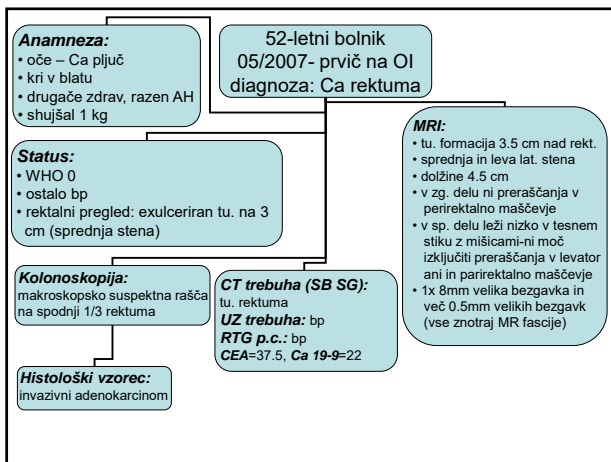 52-letni bolnik
05/2007- prvič na OI
diagnoza: Ca rektuma
Anamneza:
• oče – Ca pljuč
• kri v blatu
• drugače zdrav, razen AH
• shujšal 1 kg
Status:
• WHO 0
• ostalo bp
• rektalni pregled: exulceriran tu. na 3
cm (sprednja stena)
Kolonoskopija:
makroskopsko suspektna rašča
na spodnji 1/3 rektuma
Histološki vzorec:
invazivni adenokarcinom
CT trebuha (SB SG):
tu. rektuma
UZ trebuha: bp
RTG p.c.: bp
CEA=37.5, Ca 19-9=22
MRI:
• tu. formacija 3.5 cm nad rekt.
• sprednja in leva lat. stena
• dolžine 4.5 cm
• v zg. delu ni preraščanja v
perirektalno maščevje
• v sp. delu leži nizko v tesnem
stiku z mišicami-ni moč
izključiti preraščanja v levator
ani in parirektalno maščevje
• 1x 8mm velika bezgavka in
več 0.5mm velikih bezgavk
(vse znotraj MR fascije)